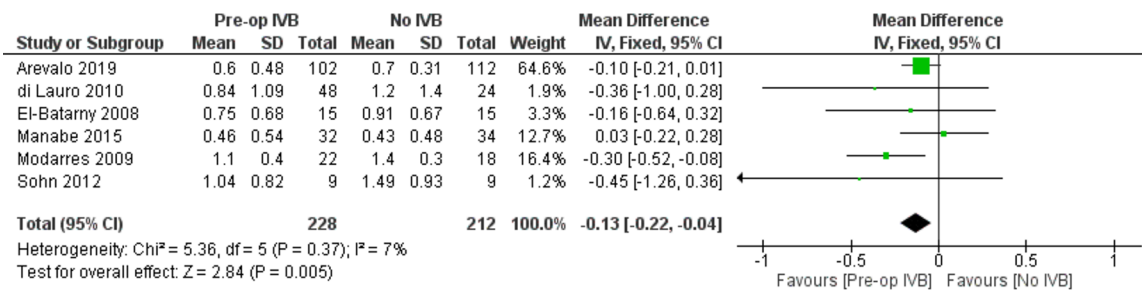 Pre-op IVB No IVB Mean Difference Mean Difference
Study or Subgroup Mean SD Total Mean SD Total Weight IV, Fixed, 95% CI IV, Fixed, 95% CI
Arevalo 2019 0.6 0.48 102 0.7 0.31 112 64.6% -0.10 [-0.21, 0.01]
di Lauro 2010 0.84 1.09 48 1.2 1.4 24 1.9% -0.36 [-1.00, 0.28]
El-Batarny 2008 0.75 0.68 15 0.91 0.67 15 3.3% -0.16 [-0.64, 0.32]
Manabe 2015 0.46 0.54 32 0.43 0.48 34 12.7% 0.03 [-0.22, 0.28]
Modarres 2009 1.1 0.4 22 1.4 0.3 18 16.4% -0.30 [-0.52, -0.08]
Sohn 2012 1.04 0.82 9 1.49 0.93 9 1.2% -0.45 [-1.26, 0.36]
Total (95% CI) 228 212 100.0% -0.13 [-0.22, -0.04]
Heterogeneity: Chi² = 5.36, df = 5 (P = 0.37); I² = 7%
Test for overall effect: Z = 2.84 (P = 0.005)
-1 -0.5 0 0.5 1
Favours [Pre-op IVB] Favours [No IVB]